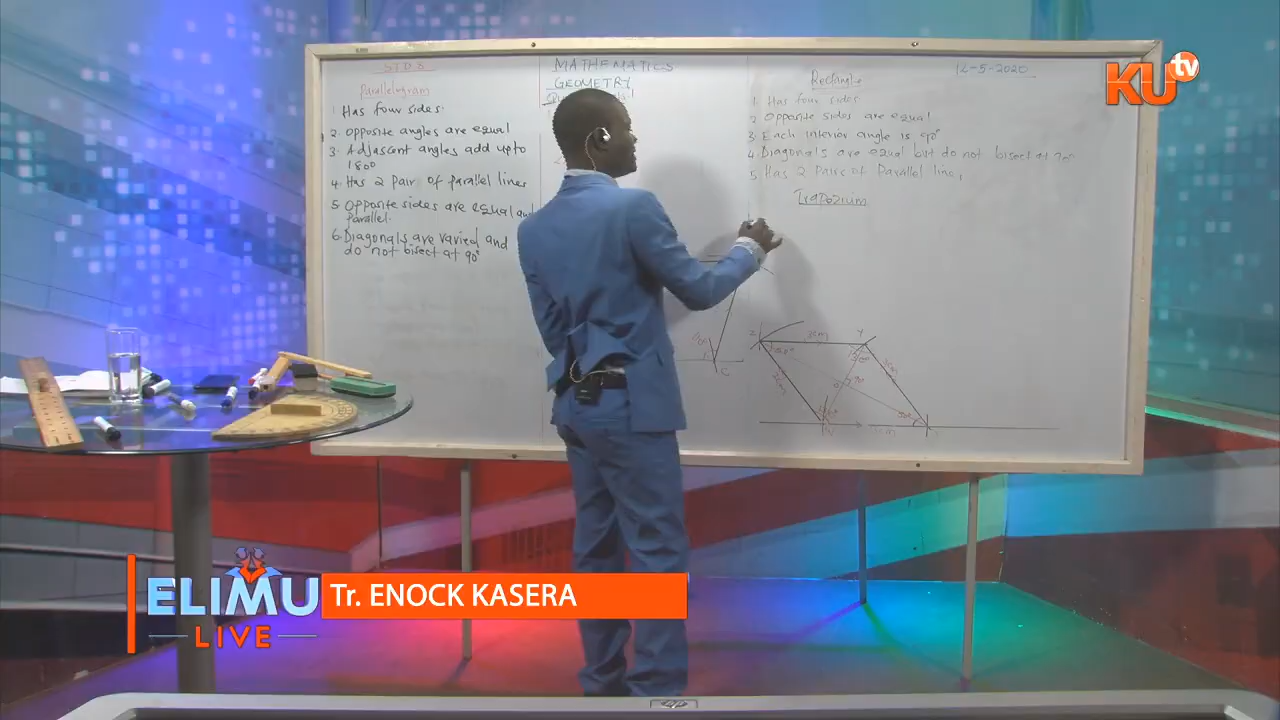 STD 8
Parallelogram
1. Has four sides.
2. Opposite angles are equal
3. Adjascent angles add upto
1800
4. Has 2 Pair of parallel lines
5. Opposite sides are equal and
Parallel.
6. Diagonals are varied and
do not bisect at 90°
MATHEMATICS
GEOMETRY
Rectangle
1. Has four sides
2. Opposite sides are equal
3. Each interior angle is 90°
4. Diagonals are equal but do not bisect at 90°
5. Has 2 Pairs of Parallel line,
Trapezium
12-5-2020
C
Z
Y
KU tv
ELIMU
LIVE
Tr. ENOCK KASERA
hp